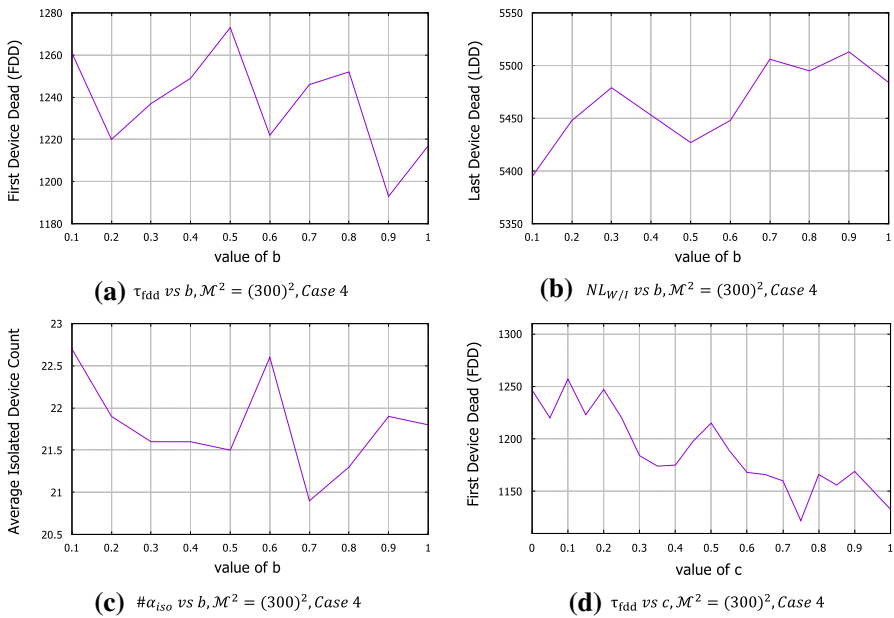 First Device Dead (FDD)
1280
1260
1240
1220
1200
1180
0.1 0.2 0.3 0.4 0.5 0.6 0.7 0.8 0.9 1
value of b
(a) τfdd vs b, ℳ² = (300)², Case 4
Last Device Dead (LDD)
5550
5500
5450
5400
5350
0.1 0.2 0.3 0.4 0.5 0.6 0.7 0.8 0.9 1
value of b
(b) NL_W/I vs b, ℳ² = (300)², Case 4
Average Isolated Device Count
23
22.5
22
21.5
21
20.5
0.1 0.2 0.3 0.4 0.5 0.6 0.7 0.8 0.9 1
value of b
(c) #α_iso vs b, ℳ² = (300)², Case 4
First Device Dead (FDD)
1300
1250
1200
1150
0 0.1 0.2 0.3 0.4 0.5 0.6 0.7 0.8 0.9 1
value of c
(d) τfdd vs c, ℳ² = (300)², Case 4